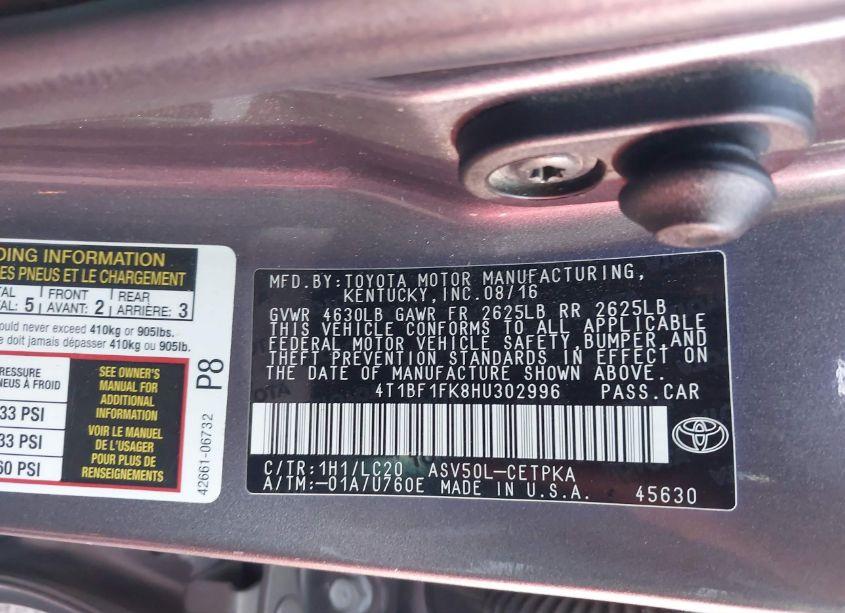 DING INFORMATION
ES PNEUS ET LE CHARGEMENT
TAL FRONT REAR
AL: 5 AVANT: 2 ARRIÈRE: 3
ould never exceed 410kg or 905lbs.
e doit jamais dépasser 410kg ou 905lb.
RESSURE
NEUS À FROID
33 PSI
33 PSI
60 PSI
SEE OWNER'S
MANUAL FOR
ADDITIONAL
INFORMATION
VOIR LE MANUEL
DE L'USAGER
POUR PLUS DE
RENSEIGNEMENTS
P8
42661-06732
MFD.BY:TOYOTA MOTOR MANUFACTURING,
KENTUCKY,INC.08/16
GVWR 4630LB GAWR FR 2625LB RR 2625LB
THIS VEHICLE CONFORMS TO ALL APPLICABLE
FEDERAL MOTOR VEHICLE SAFETY,BUMPER,AND
THEFT PREVENTION STANDARDS IN EFFECT ON
THE DATE OF MANUFACTURE SHOWN ABOVE.
4T1BF1FK8HU302996 PASS.CAR
C/TR:1H1/LC20 ASV50L-CETPKA
A/TM:-01A/U760E MADE IN U.S.A. 45630